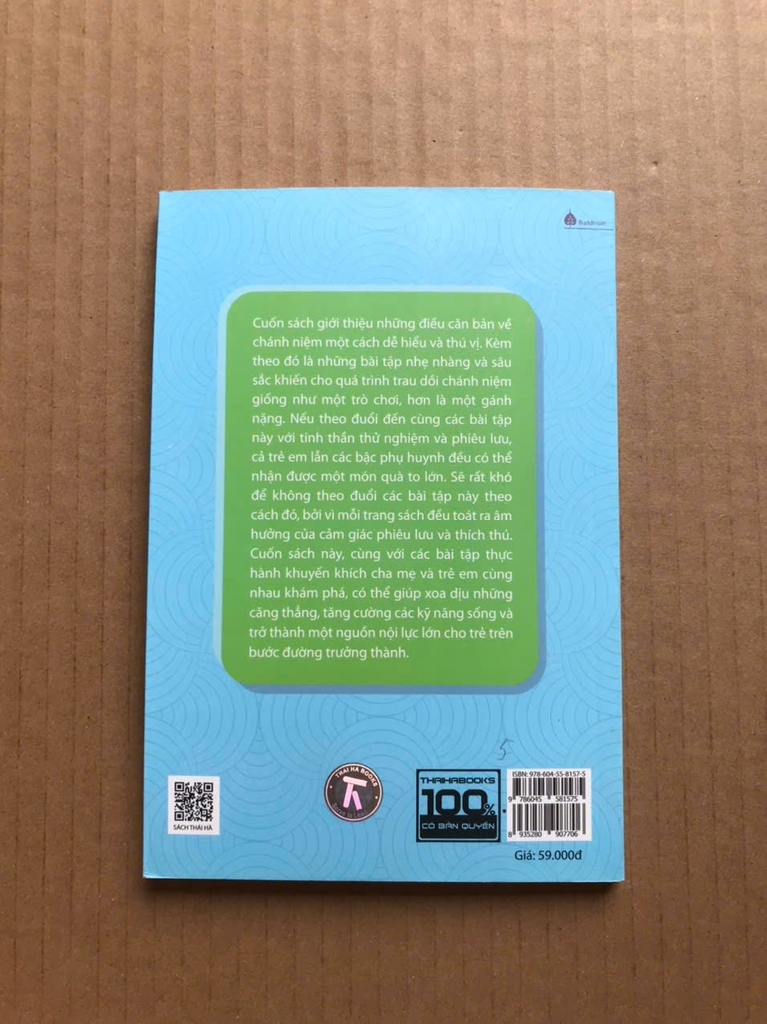 Buddhism
Cuốn sách giới thiệu những điều căn bản về
chánh niệm một cách dễ hiểu và thú vị. Kèm
theo đó là những bài tập nhẹ nhàng và sâu
sắc khiến cho quá trình trau dồi chánh niệm
giống như một trò chơi, hơn là một gánh
nặng. Nếu theo đuổi đến cùng các bài tập
này với tinh thần thử nghiệm và phiêu lưu,
cả trẻ em lẫn các bậc phụ huynh đều có thể
nhận được một món quà to lớn. Sẽ rất khó
để không theo đuổi các bài tập này theo
cách đó, bởi vì mỗi trang sách đều toát ra âm
hưởng của cảm giác phiêu lưu và thích thú.
Cuốn sách này, cùng với các bài tập thực
hành khuyến khích cha mẹ và trẻ em cùng
nhau khám phá, có thể giúp xoa dịu những
căng thẳng, tăng cường các kỹ năng sống và
trở thành một nguồn nội lực lớn cho trẻ trên
bước đường trưởng thành.
5
SÁCH THÁI HÀ
THAI HA BOOKS
THAIHABOOKS
100%
CÓ BẢN QUYỀN
ISBN: 978-604-55-8157-5
9 786045 581575
8 935280 907706
Giá: 59.000đ